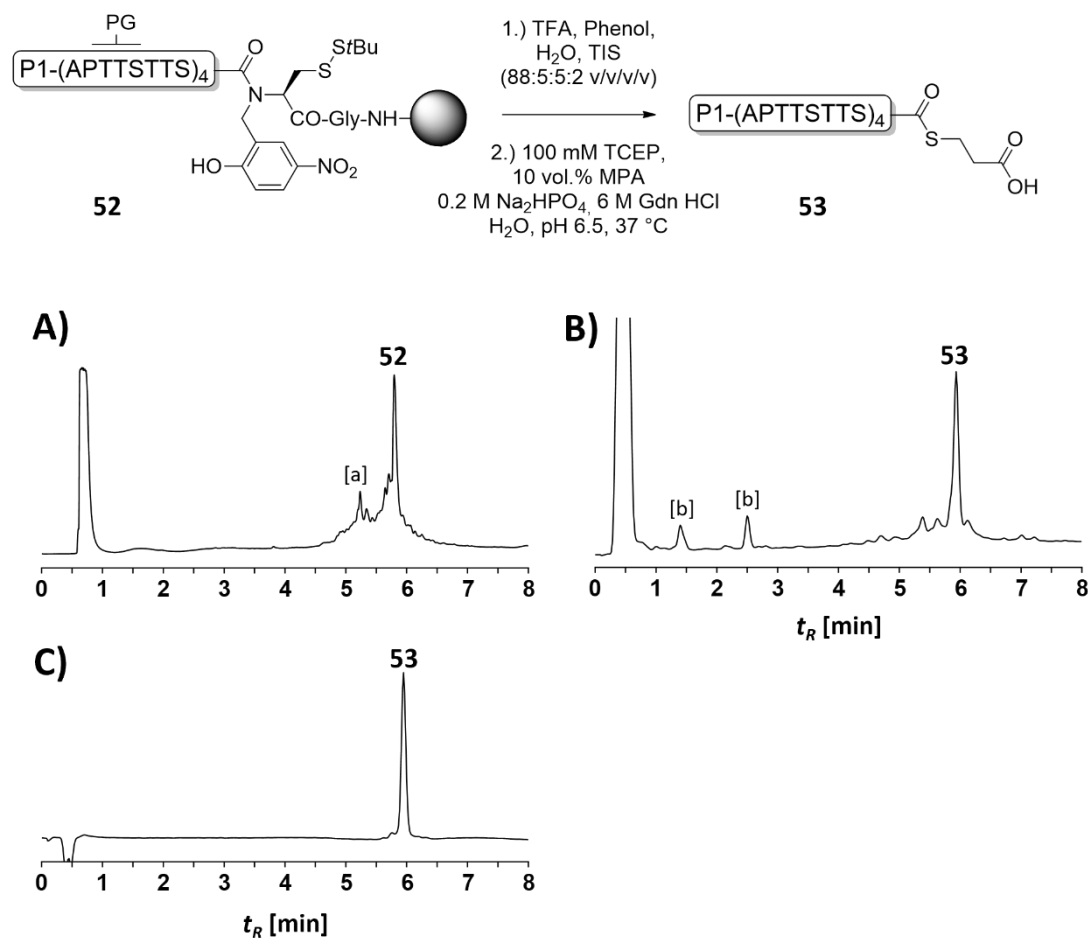 PG
P1-(APTTSTTS)₄
O
N
S
StBu
CO-Gly-NH
HO
NO₂
52
1.) TFA, Phenol,
H₂O, TIS
(88:5:5:2 v/v/v/v)
2.) 100 mM TCEP,
10 vol.% MPA
0.2 M Na₂HPO₄, 6 M Gdn HCl
H₂O, pH 6.5, 37 °C
P1-(APTTSTTS)₄
O
S
O
OH
53
A)
52
[a]
0 1 2 3 4 5 6 7 8
B)
53
[b]
[b]
0 1 2 3 4 5 6 7 8
tR [min]
C)
53
0 1 2 3 4 5 6 7 8
tR [min]